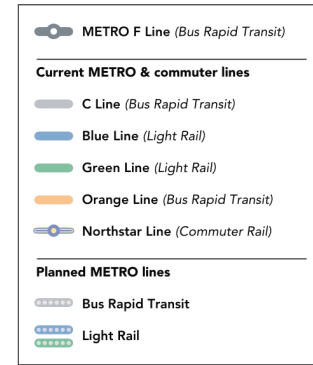 METRO F Line (Bus Rapid Transit)
Current METRO & commuter lines
C Line (Bus Rapid Transit)
Blue Line (Light Rail)
Green Line (Light Rail)
Orange Line (Bus Rapid Transit)
Northstar Line (Commuter Rail)
Planned METRO lines
Bus Rapid Transit
Light Rail